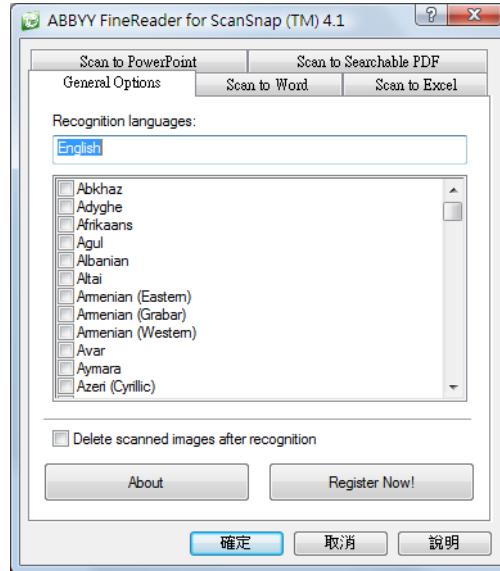 ABBYY FineReader for ScanSnap (TM) 4.1
Scan to PowerPoint Scan to Searchable PDF
General Options Scan to Word Scan to Excel
Recognition languages:
English
Abkhaz
Adyghe
Afrikaans
Agul
Albanian
Altai
Armenian (Eastern)
Armenian (Grabar)
Armenian (Western)
Avar
Aymara
Azeri (Cyrillic)
Delete scanned images after recognition
About Register Now!
確定 取消 說明